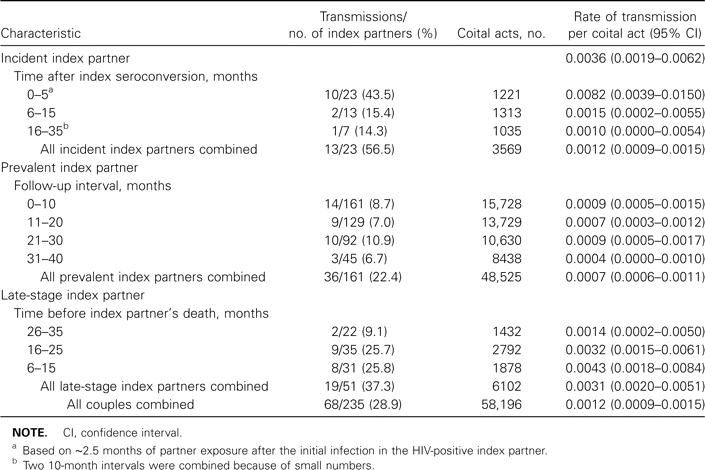 Characteristic Transmissions/ no. of index partners (%) Coital acts, no. Rate of transmission per coital act (95% CI)
Incident index partner 0.0036 (0.0019–0.0062)
Time after index seroconversion, months
0–5a 10/23 (43.5) 1221 0.0082 (0.0039–0.0150)
6–15 2/13 (15.4) 1313 0.0015 (0.0002–0.0055)
16–35b 1/7 (14.3) 1035 0.0010 (0.0000–0.0054)
All incident index partners combined 13/23 (56.5) 3569 0.0012 (0.0009–0.0015)
Prevalent index partner
Follow-up interval, months
0–10 14/161 (8.7) 15,728 0.0009 (0.0005–0.0015)
11–20 9/129 (7.0) 13,729 0.0007 (0.0003–0.0012)
21–30 10/92 (10.9) 10,630 0.0009 (0.0005–0.0017)
31–40 3/45 (6.7) 8438 0.0004 (0.0000–0.0010)
All prevalent index partners combined 36/161 (22.4) 48,525 0.0007 (0.0006–0.0011)
Late-stage index partner
Time before index partner's death, months
26–35 2/22 (9.1) 1432 0.0014 (0.0002–0.0050)
16–25 9/35 (25.7) 2792 0.0032 (0.0015–0.0061)
6–15 8/31 (25.8) 1878 0.0043 (0.0018–0.0084)
All late-stage index partners combined 19/51 (37.3) 6102 0.0031 (0.0020–0.0051)
All couples combined 68/235 (28.9) 58,196 0.0012 (0.0009–0.0015)
NOTE. CI, confidence interval.
a Based on ~2.5 months of partner exposure after the initial infection in the HIV-positive index partner.
b Two 10-month intervals were combined because of small numbers.